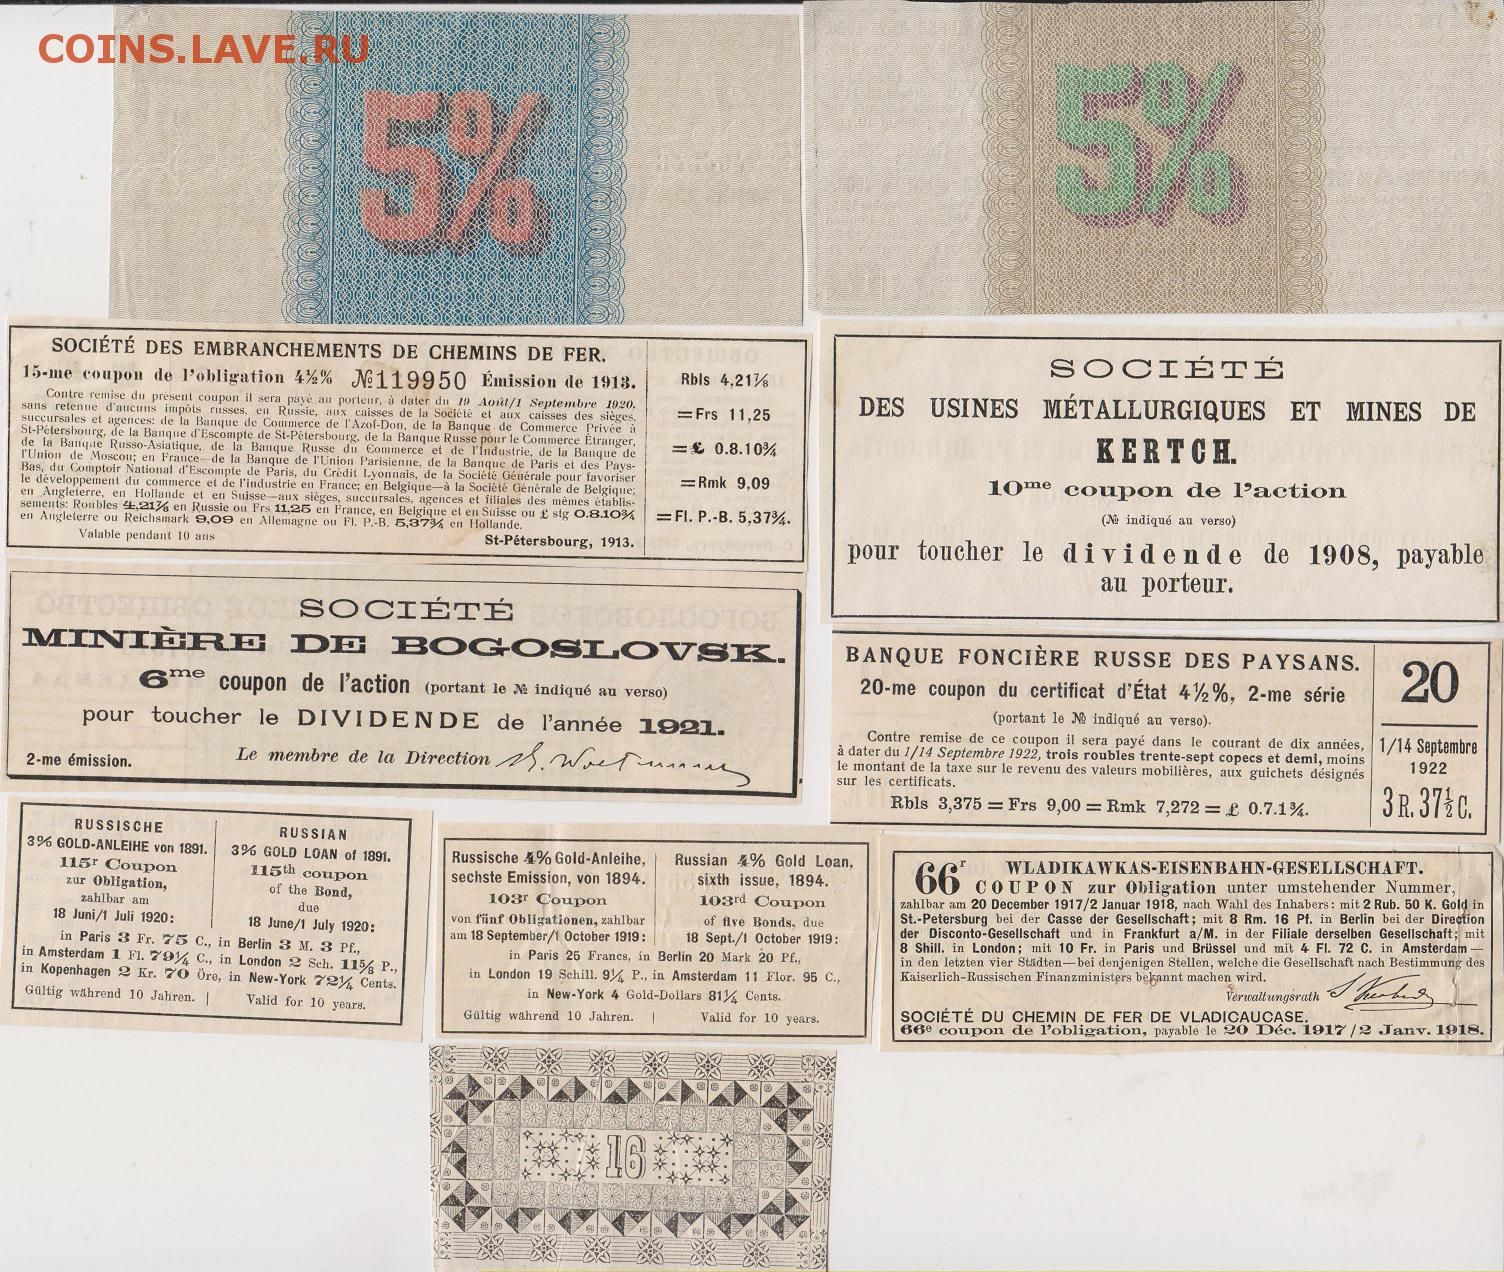 COINS.LAVE.RU
5%
5%
SOCIÉTÉ DES EMBRANCHEMENTS DE CHEMINS DE FER.
15-me coupon de l'obligation 4½% №119950 Émission de 1913.
Contre remise du présent coupon il sera payé au porteur, à dater du 19 Août/1 Septembre 1920,
sans retenue d'aucuns impôts russes, en Russie, aux caisses de la Société et aux caisses des sièges,
succursales et agences: de la Banque de Commerce de l'Azof-Don, de la Banque de Commerce Privée à
St-Pétersbourg, de la Banque d'Escompte de St-Pétersbourg, de la Banque Russe pour le Commerce Étranger,
de la Banque Russo-Asiatique, de la Banque Russe du Commerce et de l'Industrie, de la Banque de
l'Union de Moscou; en France—de la Banque de l'Union Parisienne, de la Banque de Paris et des Pays-
Bas, du Comptoir National d'Escompte de Paris, du Crédit Lyonnais, de la Société Générale pour favoriser
le développement du commerce et de l'industrie en France; en Belgique—à la Société Générale de Belgique;
en Angleterre, en Hollande et en Suisse—aux sièges, succursales, agences et filiales des mêmes établis-
sements: Roubles 4,21⅞ en Russie ou Frs 11,25 en France, en Belgique et en Suisse ou £ stg 0.8.10¾
en Angleterre ou Reichsmark 9,09 en Allemagne ou Fl. P.-B. 5,37¾ en Hollande.
Valable pendant 10 ans
St-Pétersbourg, 1913.
Rbls 4,21⅞
=Frs 11,25
=£ 0.8.10¾
=Rmk 9,09
=Fl. P.-B. 5,37¾.
SOCIÉTÉ
DES USINES MÉTALLURGIQUES ET MINES DE
KERTCH.
10me coupon de l'action
(№ indiqué au verso)
pour toucher le dividende de 1908, payable
au porteur.
SOCIÉTÉ
MINIÈRE DE BOGOSLOVSK.
6me coupon de l'action (portant le № indiqué au verso)
pour toucher le DIVIDENDE de l'année 1921.
2-me émission.
Le membre de la Direction
BANQUE FONCIÈRE RUSSE DES PAYSANS.
20-me coupon du certificat d'État 4½%, 2-me série
(portant le № indiqué au verso).
Contre remise de ce coupon il sera payé dans le courant de dix années,
à dater du 1/14 Septembre 1922, trois roubles trente-sept copecs et demi, moins
le montant de la taxe sur le revenu des valeurs mobilières, aux guichets désignés
sur les certificats.
Rbls 3,375 = Frs 9,00 = Rmk 7,272 = £ 0.7.1¾.
20
1/14 Septembre
1922
3 R. 37½ C.
RUSSISCHE
3% GOLD-ANLEIHE von 1891.
115r Coupon
zur Obligation,
zahlbar am
18 Juni/1 Juli 1920:
RUSSIAN
3% GOLD LOAN of 1891.
115th coupon
of the Bond,
due
18 June/1 July 1920:
in Paris 3 Fr. 75 C., in Berlin 3 M. 3 Pf.,
in Amsterdam 1 Fl. 79¼ C., in London 2 Sch. 11⅝ P.,
in Kopenhagen 2 Kr. 70 Öre, in New-York 72¼ Cents.
Gültig während 10 Jahren. | Valid for 10 years.
Russische 4% Gold-Anleihe,
sechste Emission, von 1894.
103r Coupon
von fünf Obligationen, zahlbar
am 18 September/1 October 1919:
Russian 4% Gold Loan,
sixth issue, 1894.
103rd Coupon
of five Bonds, due
18 Sept./1 October 1919:
in Paris 25 Francs, in Berlin 20 Mark 20 Pf.,
in London 19 Schill. 9¼ P., in Amsterdam 11 Flor. 95 C.,
in New-York 4 Gold-Dollars 81¼ Cents.
Gültig während 10 Jahren. | Valid for 10 years.
66r WLADIKAWKAS-EISENBAHN-GESELLSCHAFT.
COUPON zur Obligation unter umstehender Nummer,
zahlbar am 20 December 1917/2 Januar 1918, nach Wahl des Inhabers: mit 2 Rub. 50 K. Gold in
St.-Petersburg bei der Casse der Gesellschaft; mit 8 Rm. 16 Pf. in Berlin bei der Direction
der Disconto-Gesellschaft und in Frankfurt a/M. in der Filiale derselben Gesellschaft; mit
8 Shill. in London; mit 10 Fr. in Paris und Brüssel und mit 4 Fl. 72 C. in Amsterdam—
in den letzten vier Städten—bei denjenigen Stellen, welche die Gesellschaft nach Bestimmung des
Kaiserlich-Russischen Finanzministers bekannt machen wird.
Verwaltungsrath
SOCIÉTÉ DU CHEMIN DE FER DE VLADICAUCASE.
66e coupon de l'obligation, payable le 20 Déc. 1917/2 Janv. 1918.
16